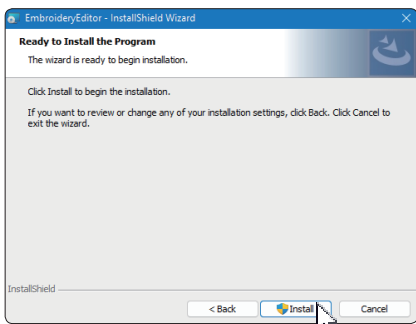 EmbroideryEditor - InstallShield Wizard
Ready to Install the Program
The wizard is ready to begin installation.
Click Install to begin the installation.
If you want to review or change any of your installation settings, click Back. Click Cancel to
exit the wizard.
InstallShield
< Back Install Cancel